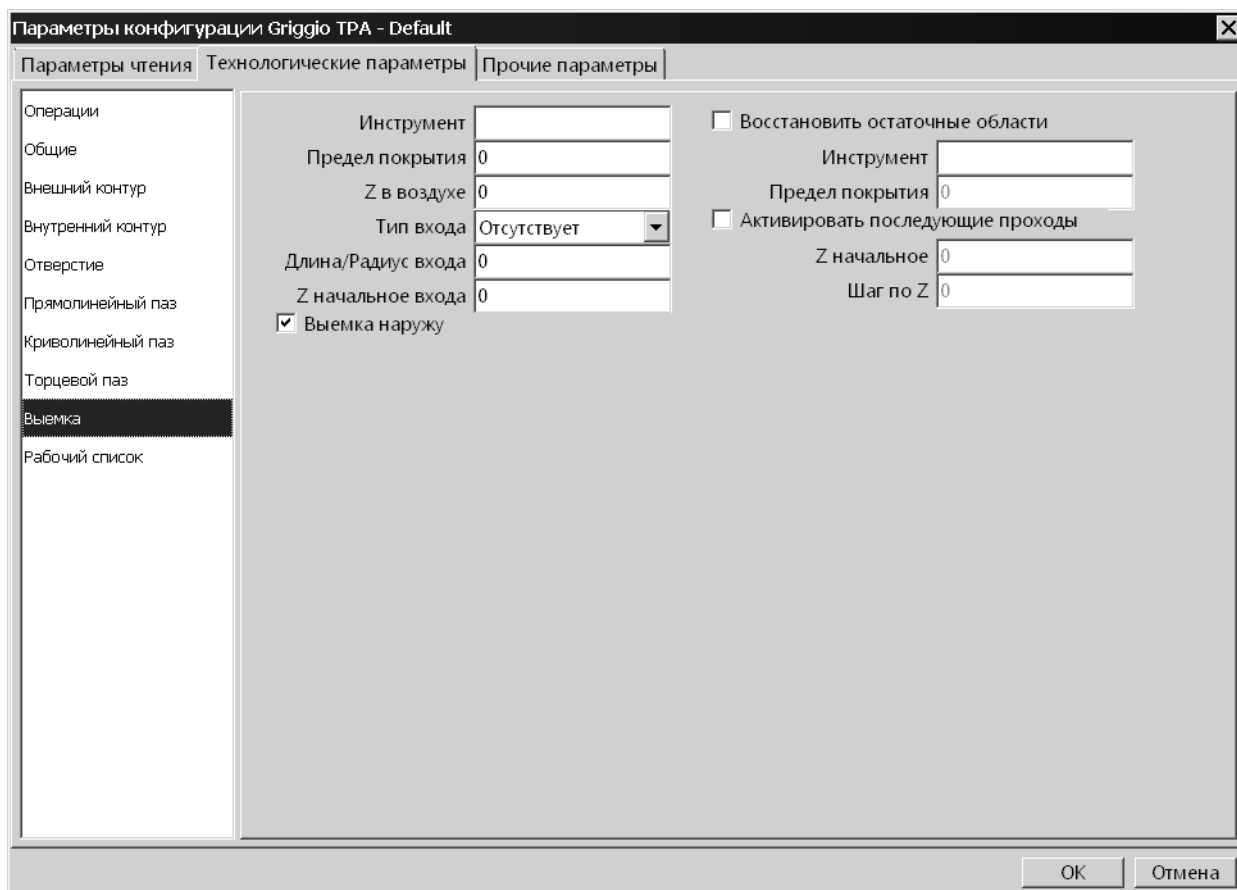 Параметры конфигурации Griggio TPA - Default
Параметры чтения Технологические параметры Прочие параметры
Операции
Общие
Внешний контур
Внутренний контур
Отверстие
Прямолинейный паз
Криволинейный паз
Торцевой паз
Выемка
Рабочий список
Инструмент
Предел покрытия 0
Z в воздухе 0
Тип входа Отсутствует
Длина/Радиус входа 0
Z начальное входа 0
Выемка наружу
Восстановить остаточные области
Инструмент
Предел покрытия 0
Активировать последующие проходы
Z начальное 0
Шаг по Z 0
OK Отмена